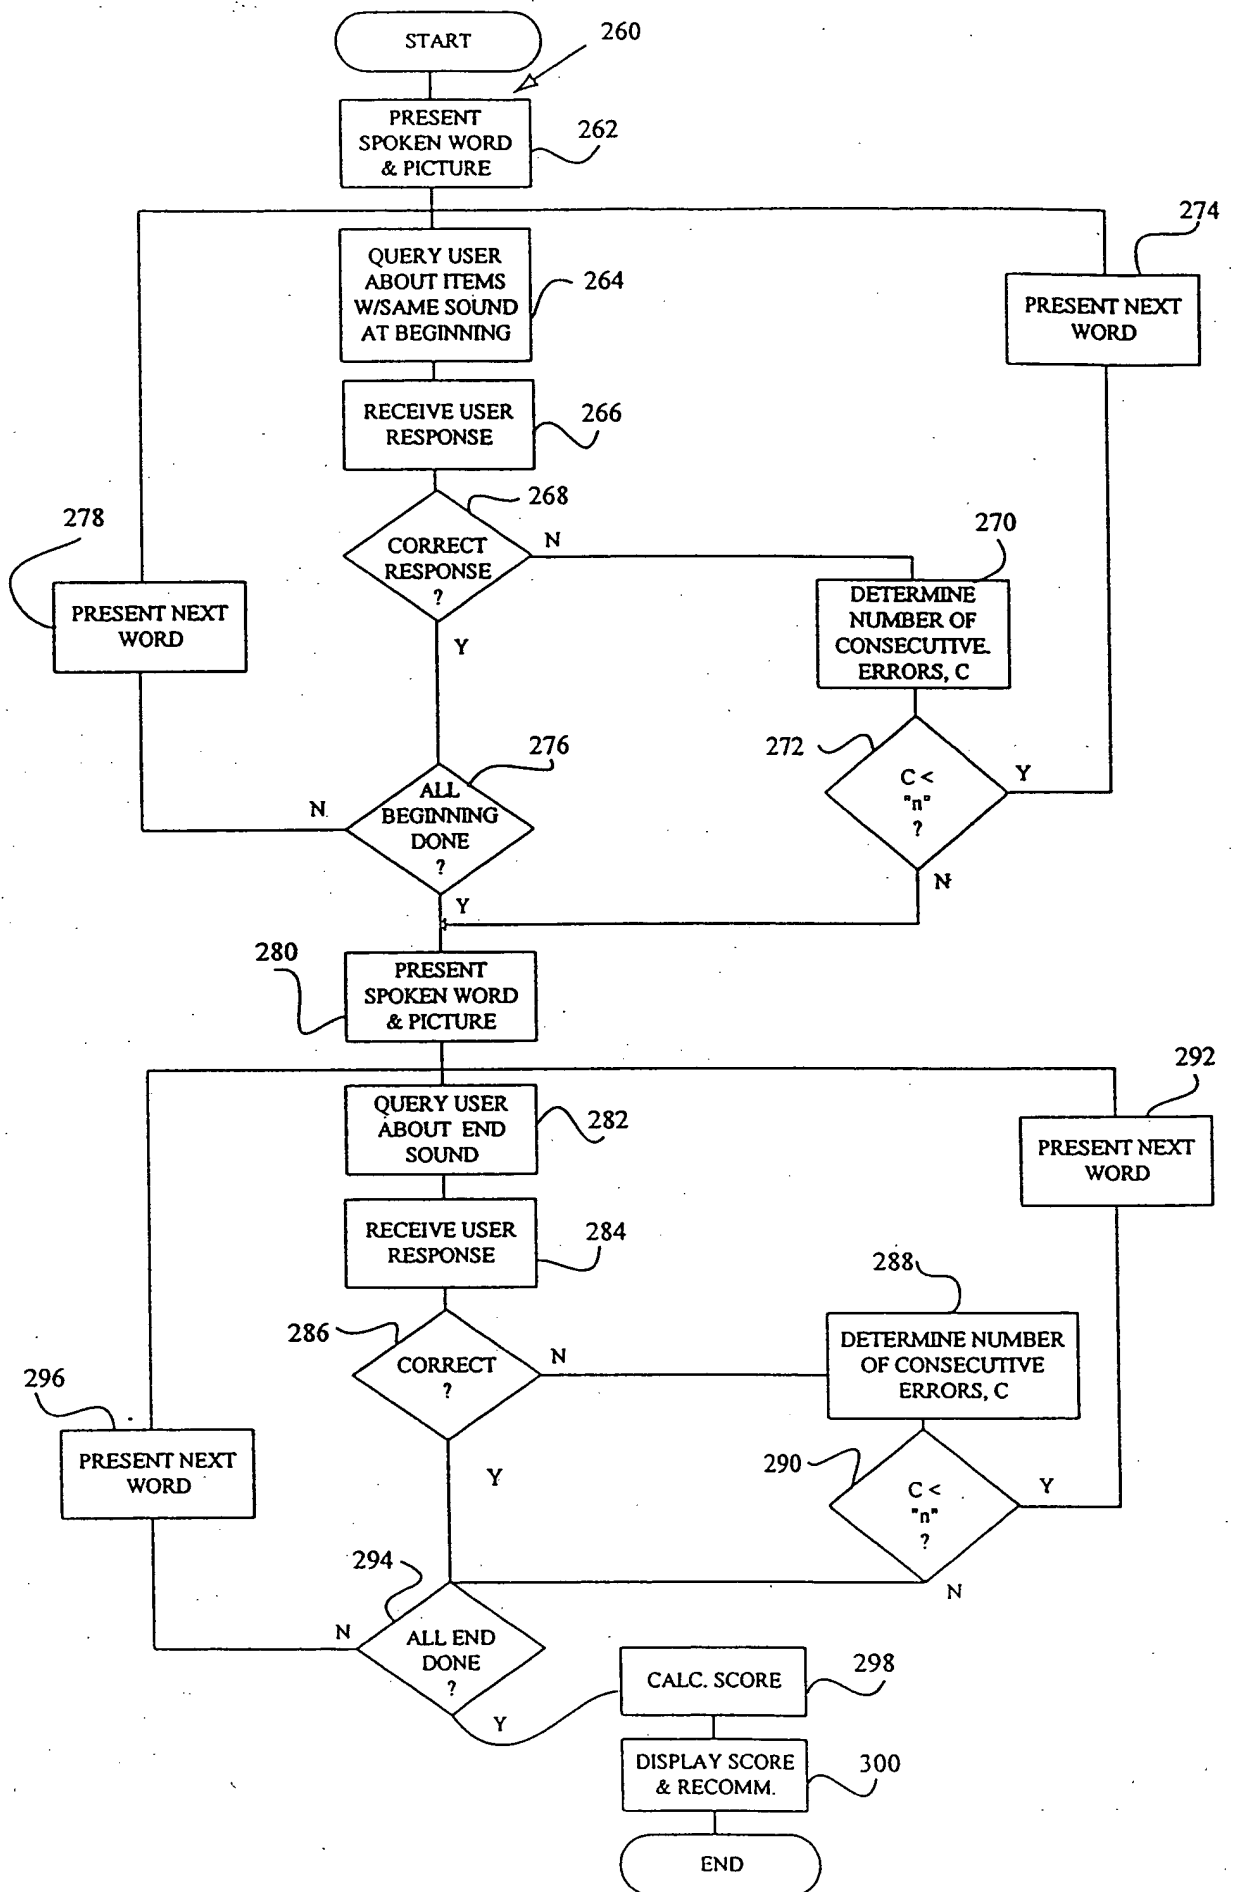 START
260
PRESENT
SPOKEN WORD
& PICTURE
262
274
QUERY USER
ABOUT ITEMS
W/SAME SOUND
AT BEGINNING
264
PRESENT NEXT
WORD
RECEIVE USER
RESPONSE
266
268
CORRECT
RESPONSE
?
N
Y
270
DETERMINE
NUMBER OF
CONSECUTIVE.
ERRORS, C
278
PRESENT NEXT
WORD
272
C <
"n"
?
Y
N
276
ALL
BEGINNING
DONE
?
N
Y
280
PRESENT
SPOKEN WORD
& PICTURE
292
QUERY USER
ABOUT END
SOUND
282
PRESENT NEXT
WORD
RECEIVE USER
RESPONSE
284
286
CORRECT
?
N
Y
288
DETERMINE NUMBER
OF CONSECUTIVE
ERRORS, C
296
PRESENT NEXT
WORD
290
C <
"n"
?
Y
N
294
ALL END
DONE
?
N
Y
CALC. SCORE
298
DISPLAY SCORE
& RECOMM.
300
END